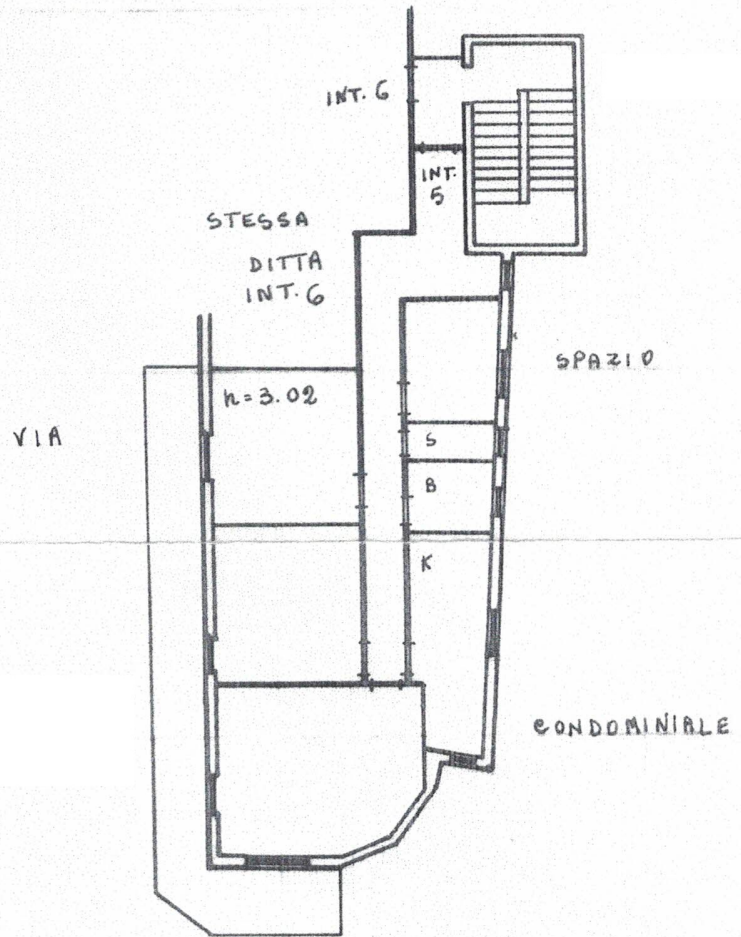 INT. 6
INT.
5
STESSA
DITTA
INT. 6
h=3.02
SPAZIO
VIA
S
B
K
CONDOMINIALE